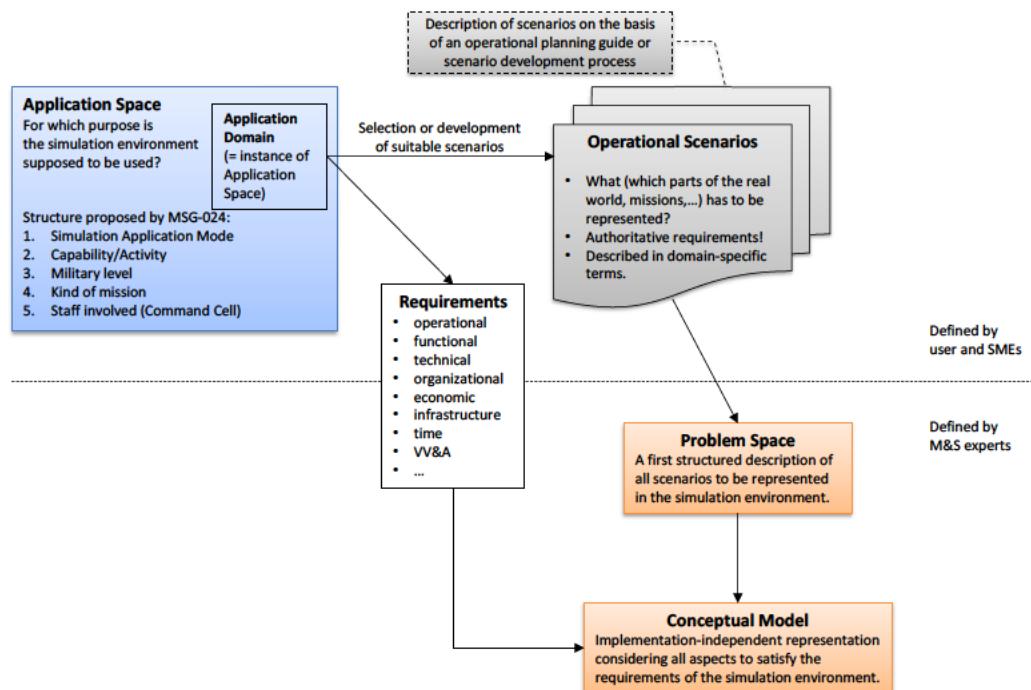 Description of scenarios on the basis
of an operational planning guide or
scenario development process
Application Space
For which purpose is
the simulation environment
supposed to be used?
Application
Domain
(= instance of
Application
Space)
Structure proposed by MSG-024:
1. Simulation Application Mode
2. Capability/Activity
3. Military level
4. Kind of mission
5. Staff involved (Command Cell)
Selection or development
of suitable scenarios
Operational Scenarios
• What (which parts of the real
world, missions,...) has to be
represented?
• Authoritative requirements!
• Described in domain-specific
terms.
Requirements
• operational
• functional
• technical
• organizational
• economic
• infrastructure
• time
• VV&A
• ...
Defined by
user and SMEs
Defined by
M&S experts
Problem Space
A first structured description of
all scenarios to be represented
in the simulation environment.
Conceptual Model
Implementation-independent representation
considering all aspects to satisfy the
requirements of the simulation environment.